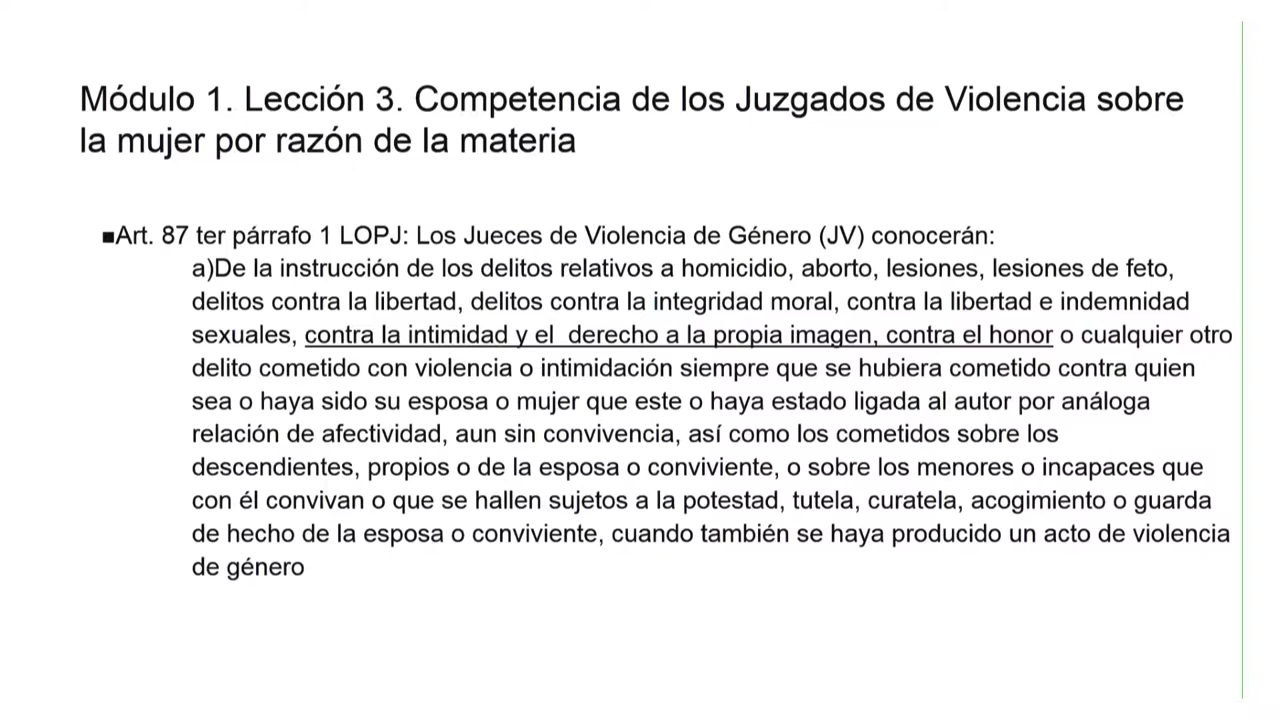 Módulo 1. Lección 3. Competencia de los Juzgados de Violencia sobre
la mujer por razón de la materia
■Art. 87 ter párrafo 1 LOPJ: Los Jueces de Violencia de Género (JV) conocerán:
a)De la instrucción de los delitos relativos a homicidio, aborto, lesiones, lesiones de feto,
delitos contra la libertad, delitos contra la integridad moral, contra la libertad e indemnidad
sexuales, contra la intimidad y el derecho a la propia imagen, contra el honor o cualquier otro
delito cometido con violencia o intimidación siempre que se hubiera cometido contra quien
sea o haya sido su esposa o mujer que este o haya estado ligada al autor por análoga
relación de afectividad, aun sin convivencia, así como los cometidos sobre los
descendientes, propios o de la esposa o conviviente, o sobre los menores o incapaces que
con él convivan o que se hallen sujetos a la potestad, tutela, curatela, acogimiento o guarda
de hecho de la esposa o conviviente, cuando también se haya producido un acto de violencia
de género